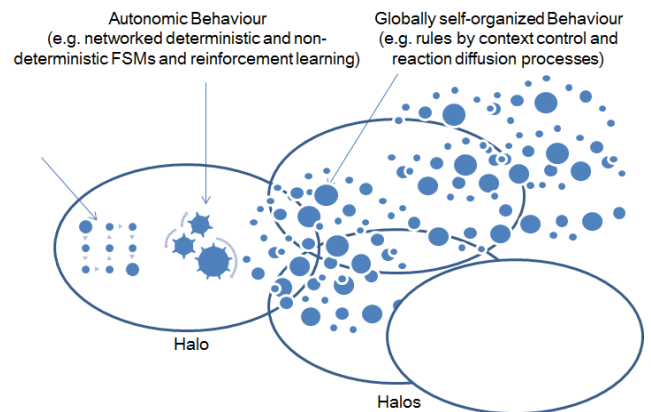 Autonomic Behaviour
(e.g. networked deterministic and non-
deterministic FSMs and reinforcement learning)
Globally self-organized Behaviour
(e.g. rules by context control and
reaction diffusion processes)
Halo
Halos